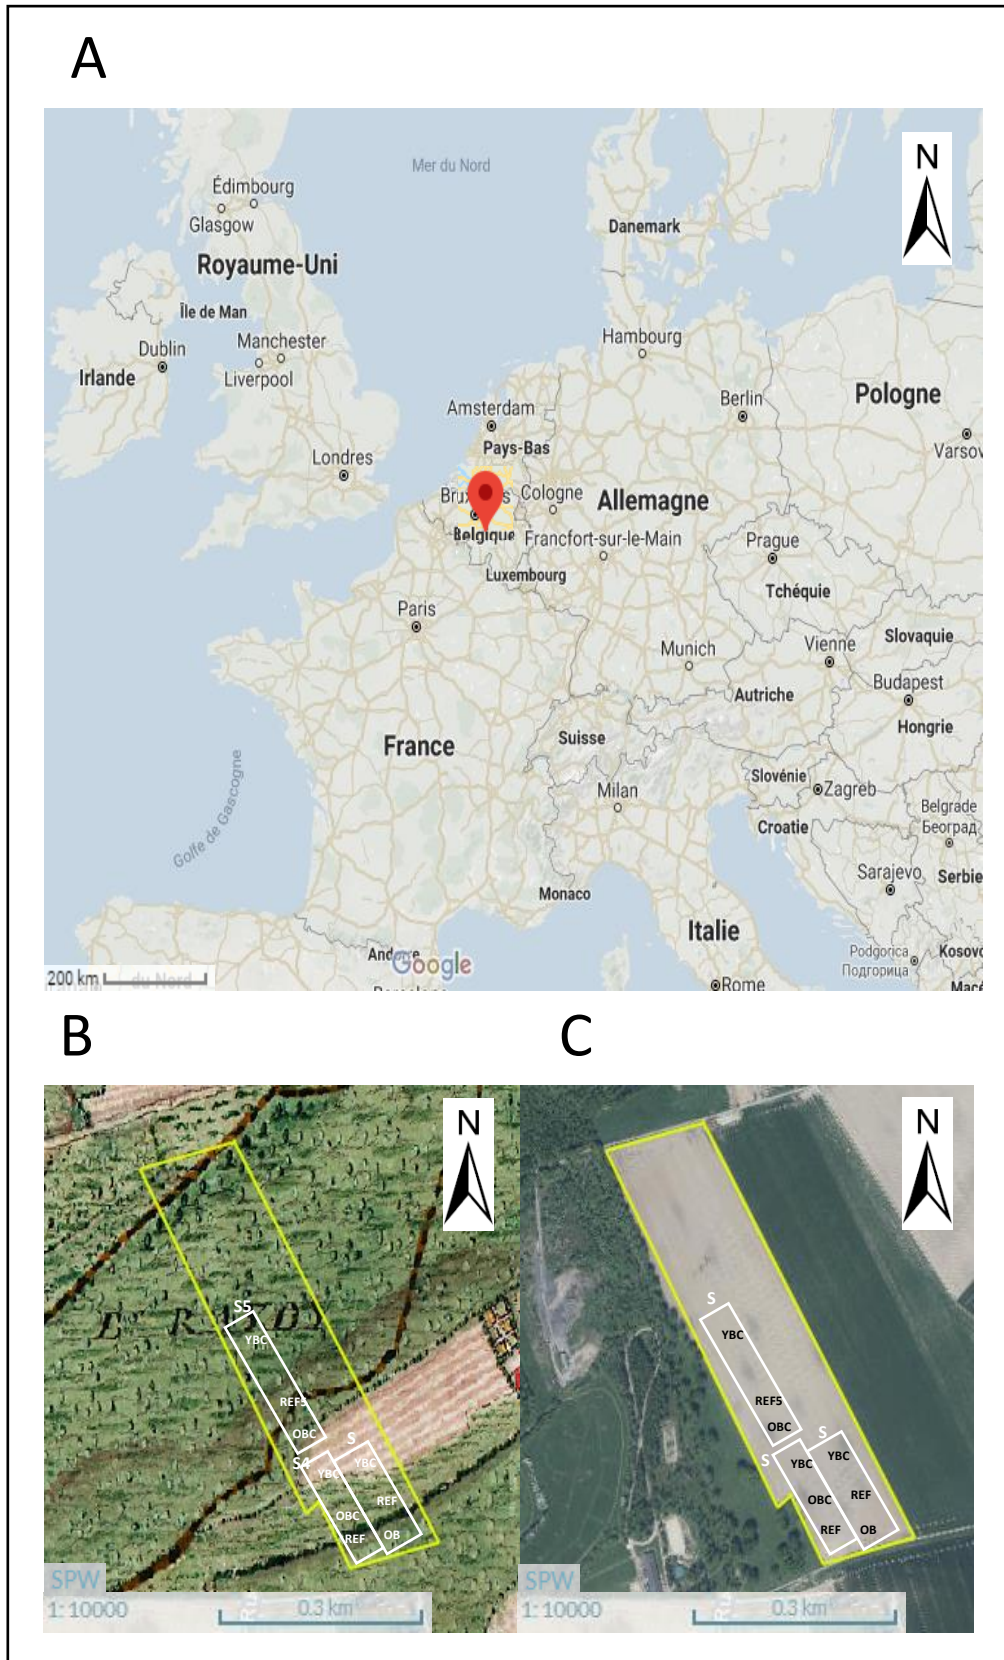 A
Mer du Nord
N
Édimbourg
Glasgow
Danemark
Royaume-Uni
Île de Man
Hambourg
Manchester
Dublin
Liverpool
Irlande
Berlin
Pologne
Amsterdam
Pays-Bas
Varsov
Londres
Cologne
Allemagne
Belgique
Francfort-sur-le-Main
Prague
Luxembourg
Tchéquie
Paris
Slovaquie
Vienne
Munich
Budapest
Autriche
Hongrie
Suisse
France
Slovénie
Milan
Zagreb
Belgrade
Београд
Croatie
Golfe de Gascogne
Sarajevo
Serbie
Monaco
Italie
Andorre
Podgorica
Подгорица
Kosovo
Google
200 km
du Nord
Rome
Macé
B
C
N
N
S5
YBC
REF5
OBC
S
S4
YBC
YBC
REF
OBC
REF
OB
S
YBC
REF5
OBC
S
S
YBC
YBC
OBC
REF
REF
OB
SPW
1: 10000
0.3 km
SPW
1: 10000
0.3 km